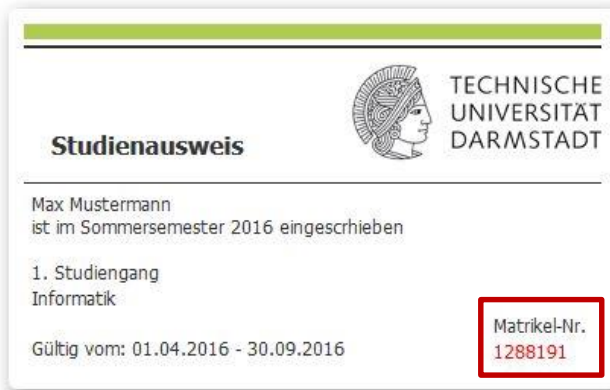 TECHNISCHE
UNIVERSITÄT
DARMSTADT
Studienausweis
Max Mustermann
ist im Sommersemester 2016 eingescrhieben
1. Studiengang
Informatik
Gültig vom: 01.04.2016 - 30.09.2016
Matrikel-Nr.
1288191